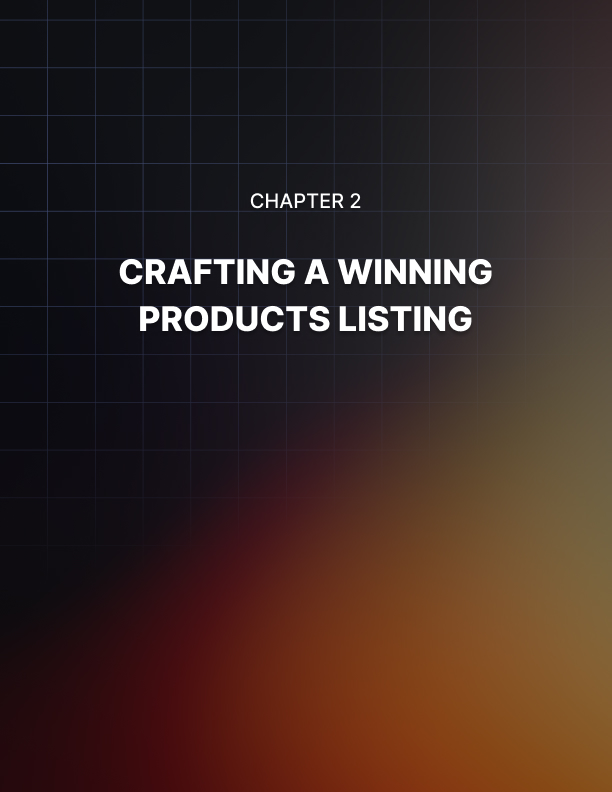 CHAPTER 2
CRAFTING A WINNING
PRODUCTS LISTING